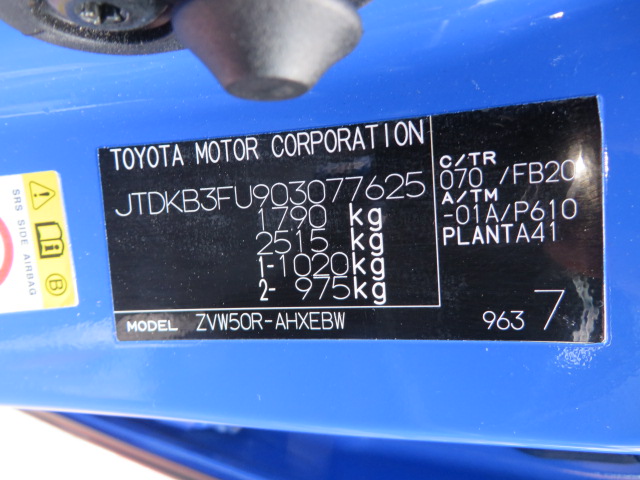 TOYOTA MOTOR CORPORATION
JTDKB3FU903077625
1790 kg
2515 kg
1-1020kg
2- 975kg
C/TR
070 /FB20
A/TM
-01A/P610
PLANTA41
MODEL ZVW50R-AHXEBW
963 7
SRS SIDE AIRBAG
B